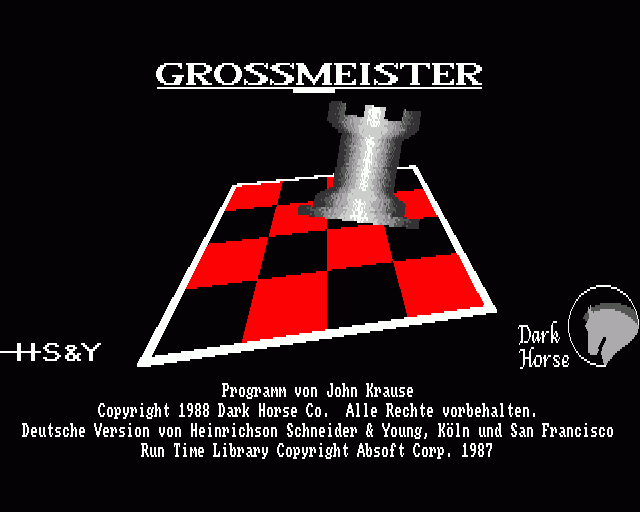 GROSSMEISTER
HS&Y
Dark
Horse
Programm von John Krause
Copyright 1988 Dark Horse Co.  Alle Rechte vorbehalten.
Deutsche Version von Heinrichson Schneider & Young, Köln und San Francisco
Run Time Library Copyright Absoft Corp. 1987